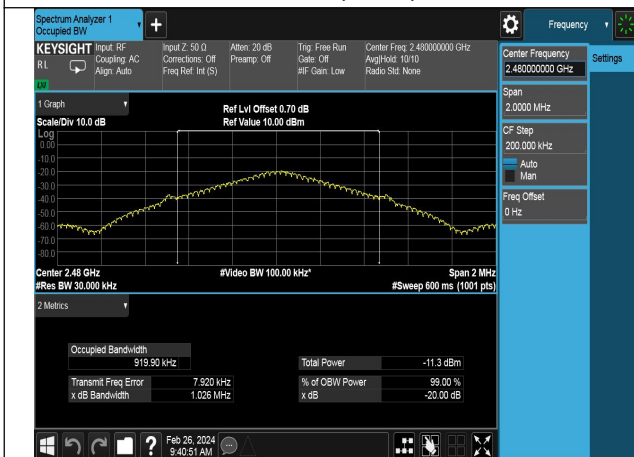 Spectrum Analyzer 1
Occupied BW
+
Frequency
KEYSIGHT
RL
LXI
Input: RF
Coupling: AC
Align: Auto
Input Z: 50 Ω
Corrections: Off
Freq Ref: Int (S)
Atten: 20 dB
Preamp: Off
Trig: Free Run
Gate: Off
#IF Gain: Low
Center Freq: 2.480000000 GHz
Avg|Hold: 10/10
Radio Std: None
Center Frequency
2.480000000 GHz
Settings
Span
2.0000 MHz
CF Step
200.000 kHz
Auto
Man
Freq Offset
0 Hz
1 Graph
Scale/Div 10.0 dB
Ref Lvl Offset 0.70 dB
Ref Value 10.00 dBm
Log
0.00
-10.0
-20.0
-30.0
-40.0
-50.0
-60.0
-70.0
-80.0
Center 2.48 GHz
#Res BW 30.000 kHz
#Video BW 100.00 kHz*
Span 2 MHz
#Sweep 600 ms (1001 pts)
2 Metrics
Occupied Bandwidth
919.90 kHz
Total Power -11.3 dBm
Transmit Freq Error 7.920 kHz
% of OBW Power 99.00 %
x dB Bandwidth 1.026 MHz
x dB -20.00 dB
?
Feb 26, 2024
9:40:51 AM